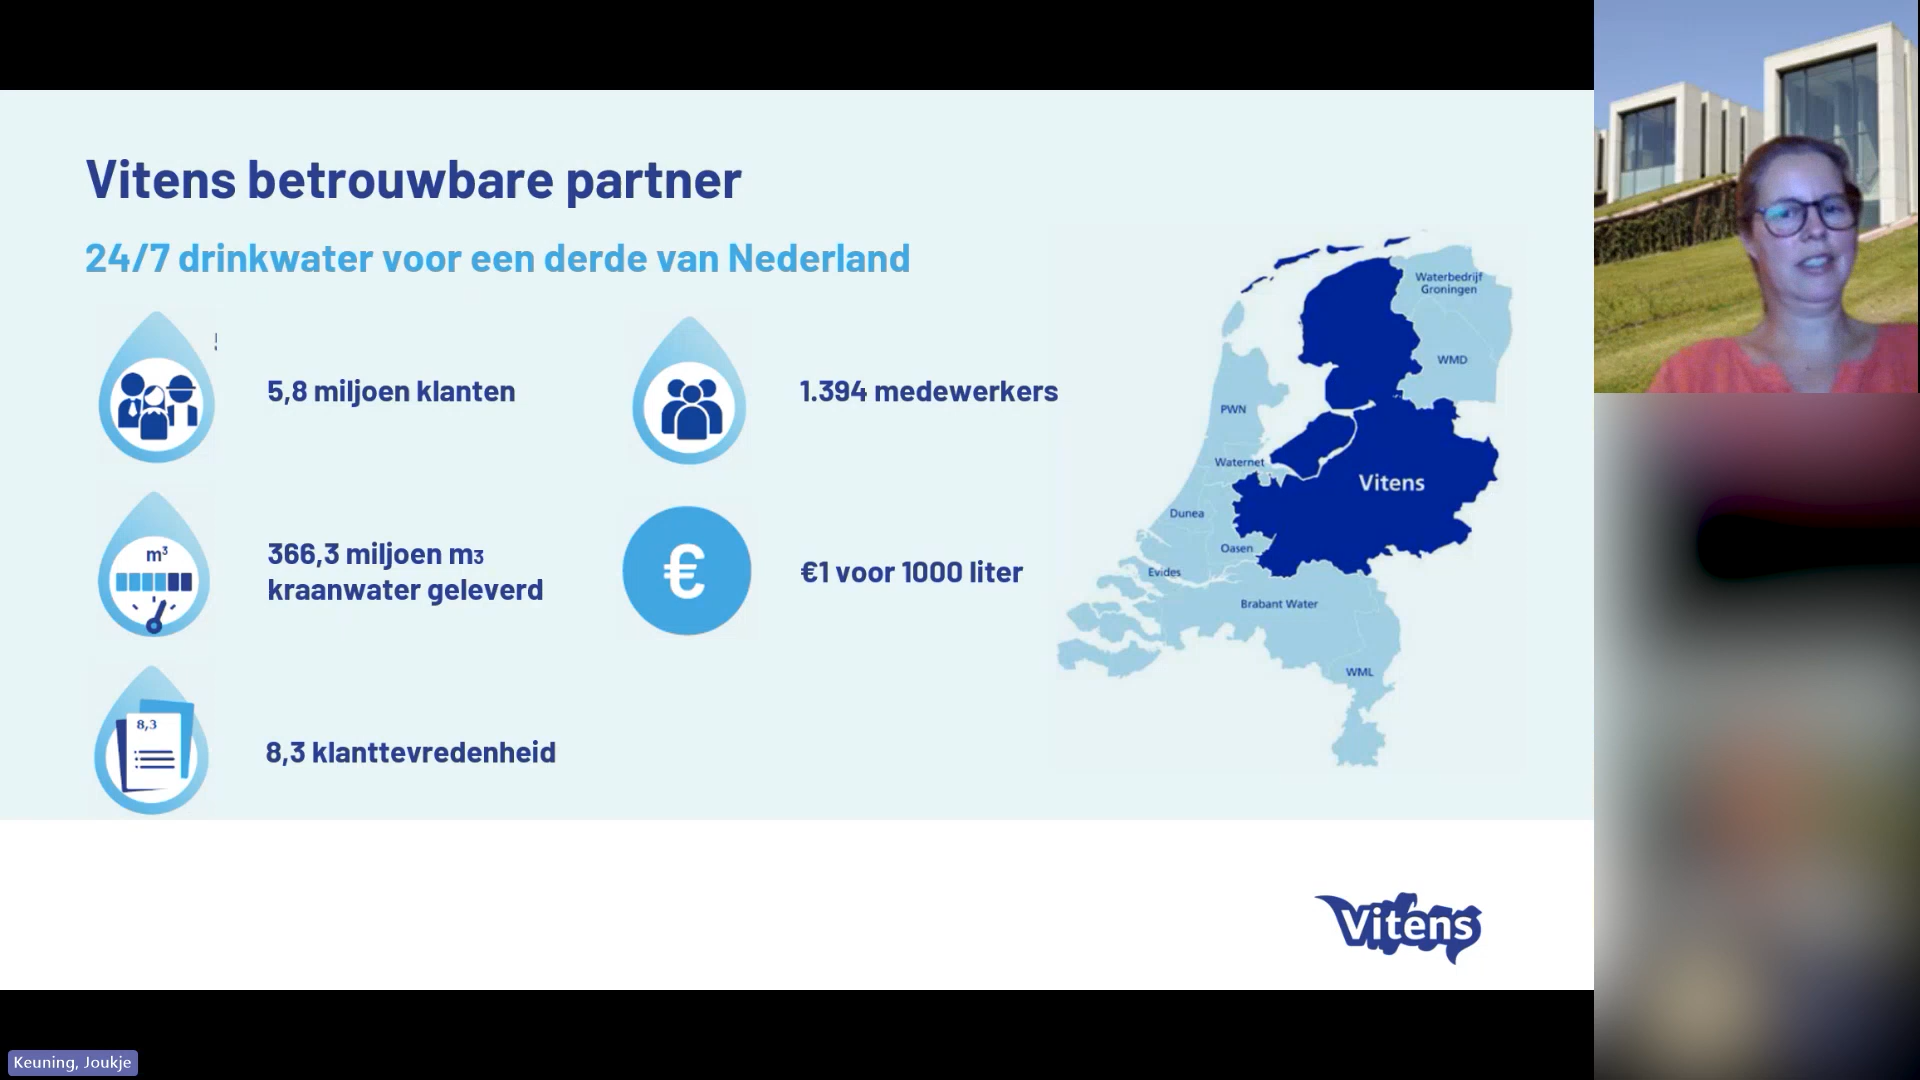 Vitens betrouwbare partner
24/7 drinkwater voor een derde van Nederland
5,8 miljoen klanten
1.394 medewerkers
m³
366,3 miljoen m3
kraanwater geleverd
€
€1 voor 1000 liter
8,3
8,3 klanttevredenheid
Waterbedrijf
Groningen
WMD
PWN
Waternet
Vitens
Dunea
Oasen
Evides
Brabant Water
WML
Vitens
Keuning, Joukje